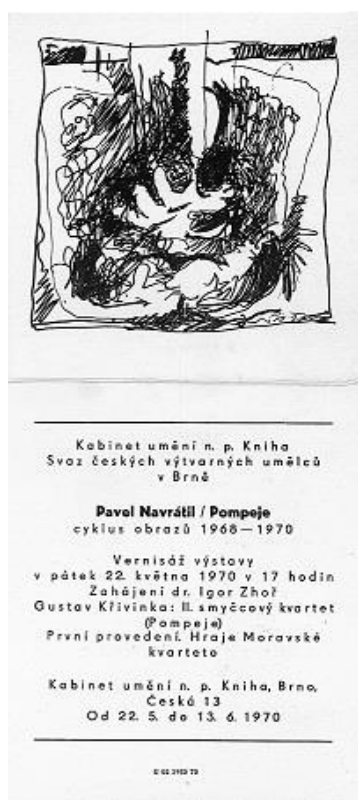 Kabinet umění n. p. Kniha
Svaz českých výtvarných umělců
v Brně
Pavel Navrátil / Pompeje
cyklus obrazů 1968—1970
Vernisáž výstavy
v pátek 22. května 1970 v 17 hodin
Zahájení dr. Igor Zhoř
Gustav Křivinka: II. smyčcový kvartet
(Pompeje)
První provedení. Hraje Moravské
kvarteto
Kabinet umění n. p. Kniha, Brno,
Česká 13
Od 22. 5. do 13. 6. 1970